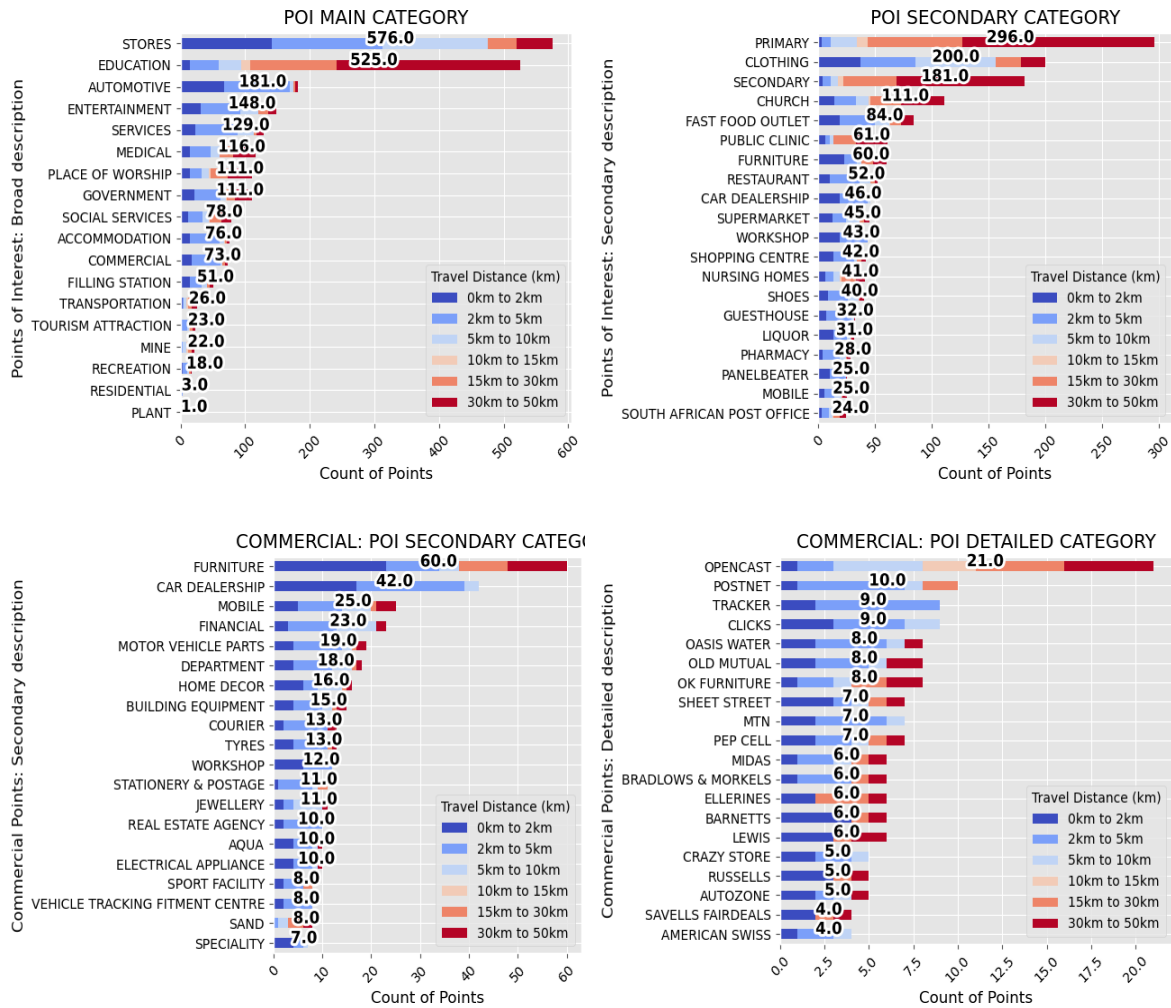 POI MAIN CATEGORY
Points of Interest: Broad description
STORES 576.0
EDUCATION 525.0
AUTOMOTIVE 181.0
ENTERTAINMENT 148.0
SERVICES 129.0
MEDICAL 116.0
PLACE OF WORSHIP 111.0
GOVERNMENT 111.0
SOCIAL SERVICES 78.0
ACCOMMODATION 76.0
COMMERCIAL 73.0
FILLING STATION 51.0
TRANSPORTATION 26.0
TOURISM ATTRACTION 23.0
MINE 22.0
RECREATION 18.0
RESIDENTIAL 3.0
PLANT 1.0
Travel Distance (km)
0km to 2km
2km to 5km
5km to 10km
10km to 15km
15km to 30km
30km to 50km
0 100 200 300 400 500 600
Count of Points
POI SECONDARY CATEGORY
Points of Interest: Secondary description
PRIMARY 296.0
CLOTHING 200.0
SECONDARY 181.0
CHURCH 111.0
FAST FOOD OUTLET 84.0
PUBLIC CLINIC 61.0
FURNITURE 60.0
RESTAURANT 52.0
CAR DEALERSHIP 46.0
SUPERMARKET 45.0
WORKSHOP 43.0
SHOPPING CENTRE 42.0
NURSING HOMES 41.0
SHOES 40.0
GUESTHOUSE 32.0
LIQUOR 31.0
PHARMACY 28.0
PANELBEATER 25.0
MOBILE 25.0
SOUTH AFRICAN POST OFFICE 24.0
Travel Distance (km)
0km to 2km
2km to 5km
5km to 10km
10km to 15km
15km to 30km
30km to 50km
0 50 100 150 200 250 300
Count of Points
COMMERCIAL: POI SECONDARY CATEGO
Commercial Points: Secondary description
FURNITURE 60.0
CAR DEALERSHIP 42.0
MOBILE 25.0
FINANCIAL 23.0
MOTOR VEHICLE PARTS 19.0
DEPARTMENT 18.0
HOME DECOR 16.0
BUILDING EQUIPMENT 15.0
COURIER 13.0
TYRES 13.0
WORKSHOP 12.0
STATIONERY & POSTAGE 11.0
JEWELLERY 11.0
REAL ESTATE AGENCY 10.0
AQUA 10.0
ELECTRICAL APPLIANCE 10.0
SPORT FACILITY 8.0
VEHICLE TRACKING FITMENT CENTRE 8.0
SAND 8.0
SPECIALITY 7.0
Travel Distance (km)
0km to 2km
2km to 5km
5km to 10km
10km to 15km
15km to 30km
30km to 50km
0 10 20 30 40 50 60
Count of Points
COMMERCIAL: POI DETAILED CATEGORY
Commercial Points: Detailed description
OPENCAST 21.0
POSTNET 10.0
TRACKER 9.0
CLICKS 9.0
OASIS WATER 8.0
OLD MUTUAL 8.0
OK FURNITURE 8.0
SHEET STREET 7.0
MTN 7.0
PEP CELL 7.0
MIDAS 6.0
BRADLOWS & MORKELS 6.0
ELLERINES 6.0
BARNETTS 6.0
LEWIS 6.0
CRAZY STORE 5.0
RUSSELLS 5.0
AUTOZONE 5.0
SAVELLS FAIRDEALS 4.0
AMERICAN SWISS 4.0
Travel Distance (km)
0km to 2km
2km to 5km
5km to 10km
10km to 15km
15km to 30km
30km to 50km
0.0 2.5 5.0 7.5 10.0 12.5 15.0 17.5 20.0
Count of Points